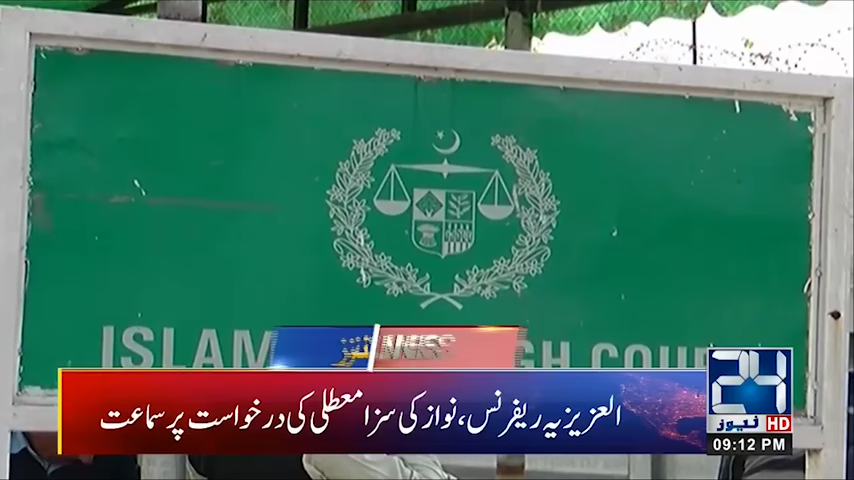 ISLAM GH COU
العزیزیہ ریفرنس، نواز کی سزا معطلی کی درخواست پر سماعت
24
نیوز HD
09:12 PM